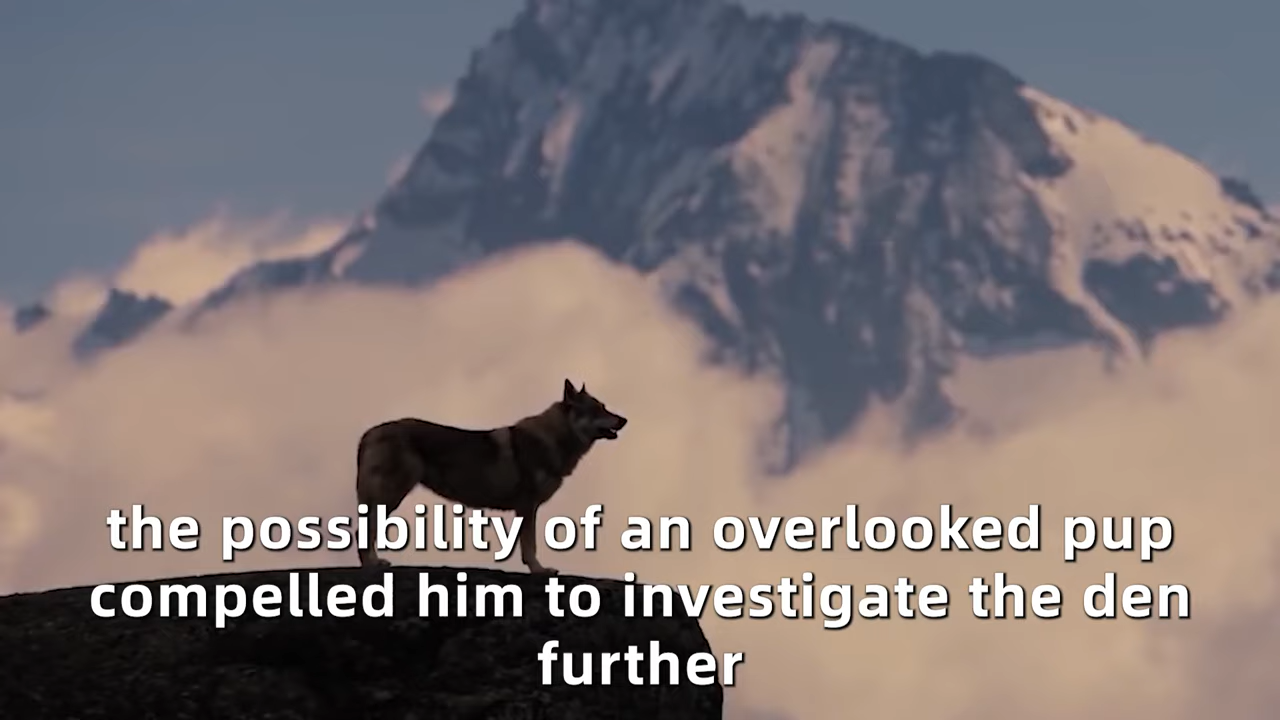 the possibility of an overlooked pup
compelled him to investigate the den
further